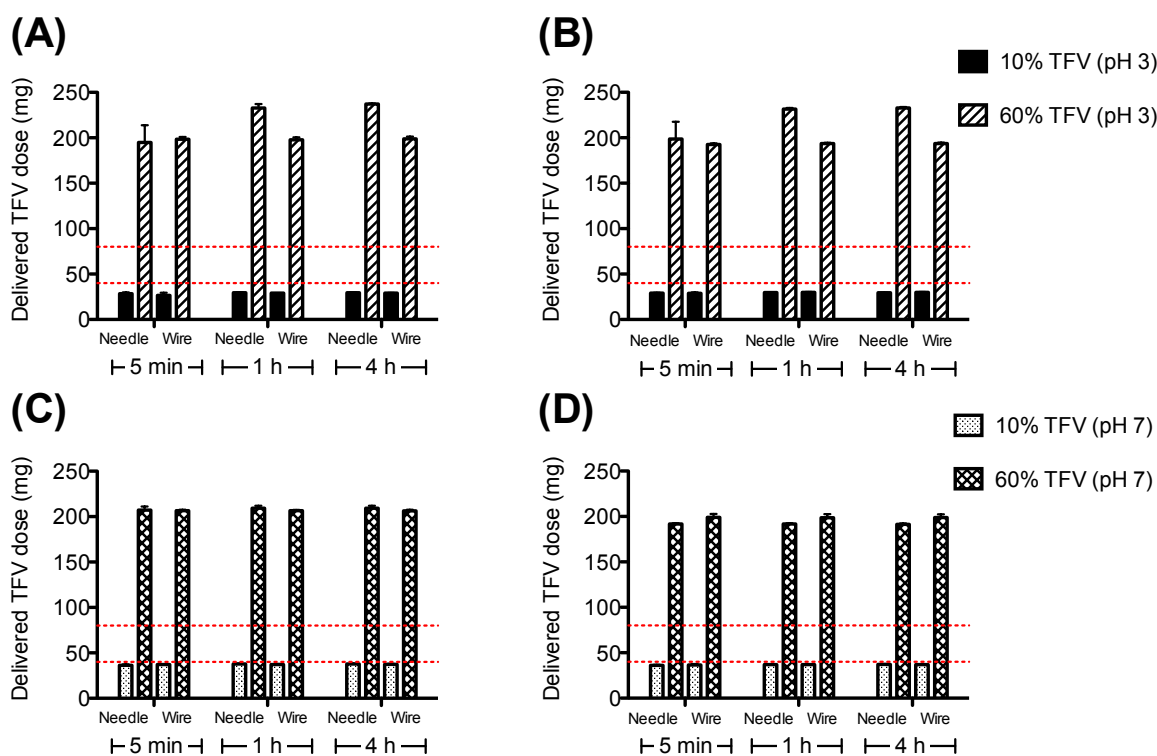 (A)
Delivered TFV dose (mg)
250
200
150
100
50
0
Needle Wire Needle Wire Needle Wire
5 min 1 h 4 h
(B)
Delivered TFV dose (mg)
250
200
150
100
50
0
Needle Wire Needle Wire Needle Wire
5 min 1 h 4 h
10% TFV (pH 3)
60% TFV (pH 3)
(C)
Delivered TFV dose (mg)
250
200
150
100
50
0
Needle Wire Needle Wire Needle Wire
5 min 1 h 4 h
(D)
Delivered TFV dose (mg)
250
200
150
100
50
0
Needle Wire Needle Wire Needle Wire
5 min 1 h 4 h
10% TFV (pH 7)
60% TFV (pH 7)